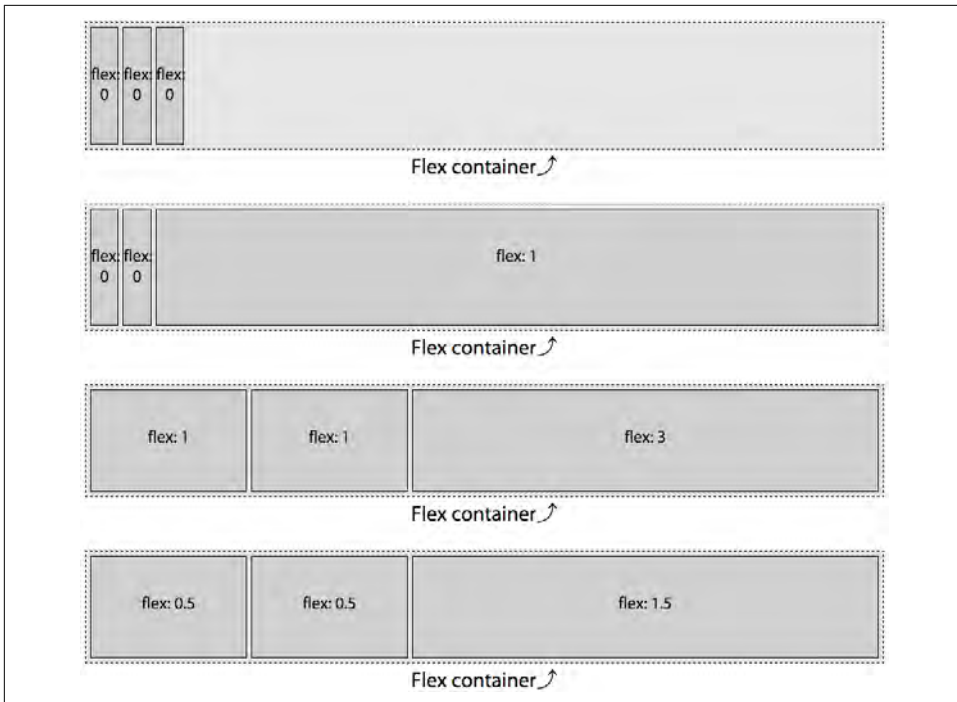 flex: flex: flex:
0 0 0
Flex container
flex: flex:
0 0
flex: 1
Flex container
flex: 1 flex: 1 flex: 3
Flex container
flex: 0.5 flex: 0.5 flex: 1.5
Flex container